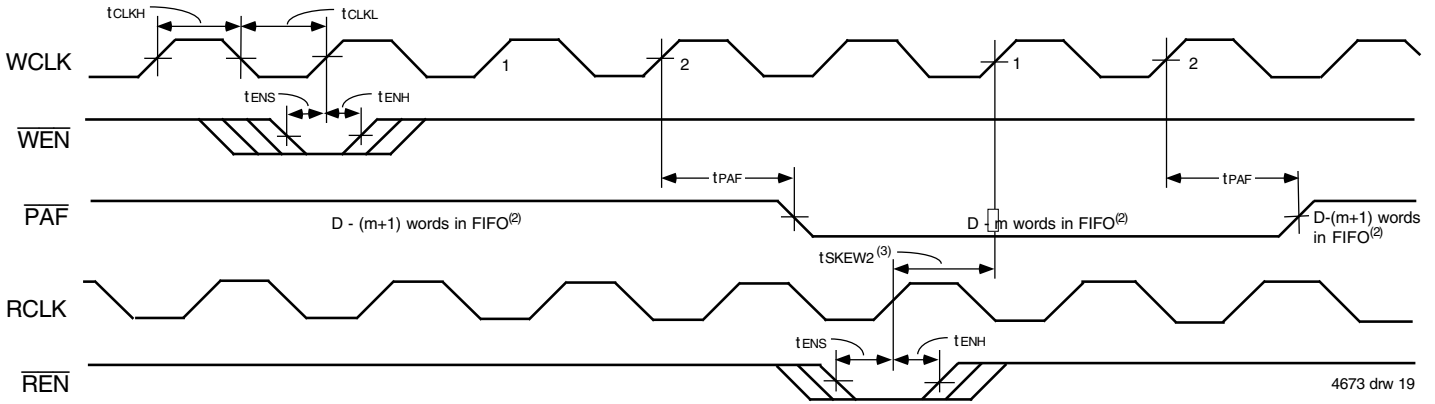 tCLKH tCLKL
WCLK 1 2 1 2
tENS tENH
WEN
tPAF tPAF
PAF D - (m+1) words in FIFO(2) D - m words in FIFO(2) D-(m+1) words
in FIFO(2)
tSKEW2 (3)
RCLK
tENS tENH
REN
4673 drw 19